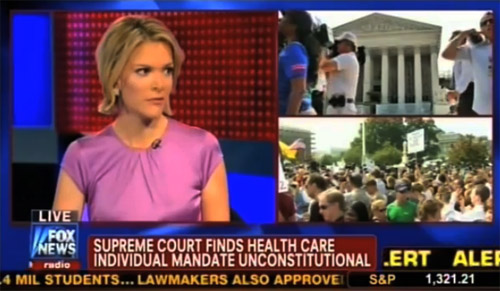 LIVE
FOX
NEWS
radio
SUPREME COURT FINDS HEALTH CARE
INDIVIDUAL MANDATE UNCONSTITUTIONAL
.ERT ALER
.4 MIL STUDENTS... LAWMAKERS ALSO APPROVE
S&P 1,321.21